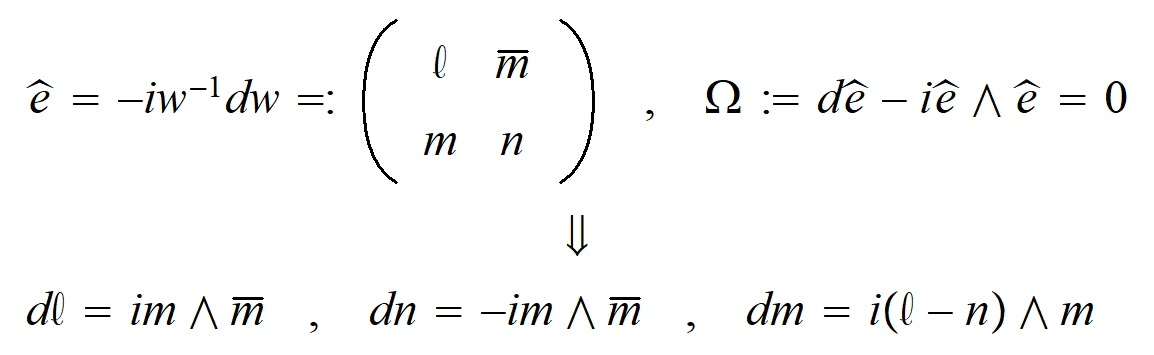 ê = −iw⁻¹dw =: ( ℓ m̅ ; m n ) , Ω := dê − iê ∧ ê = 0
⇓
dℓ = im ∧ m̅ , dn = −im ∧ m̅ , dm = i(ℓ − n) ∧ m